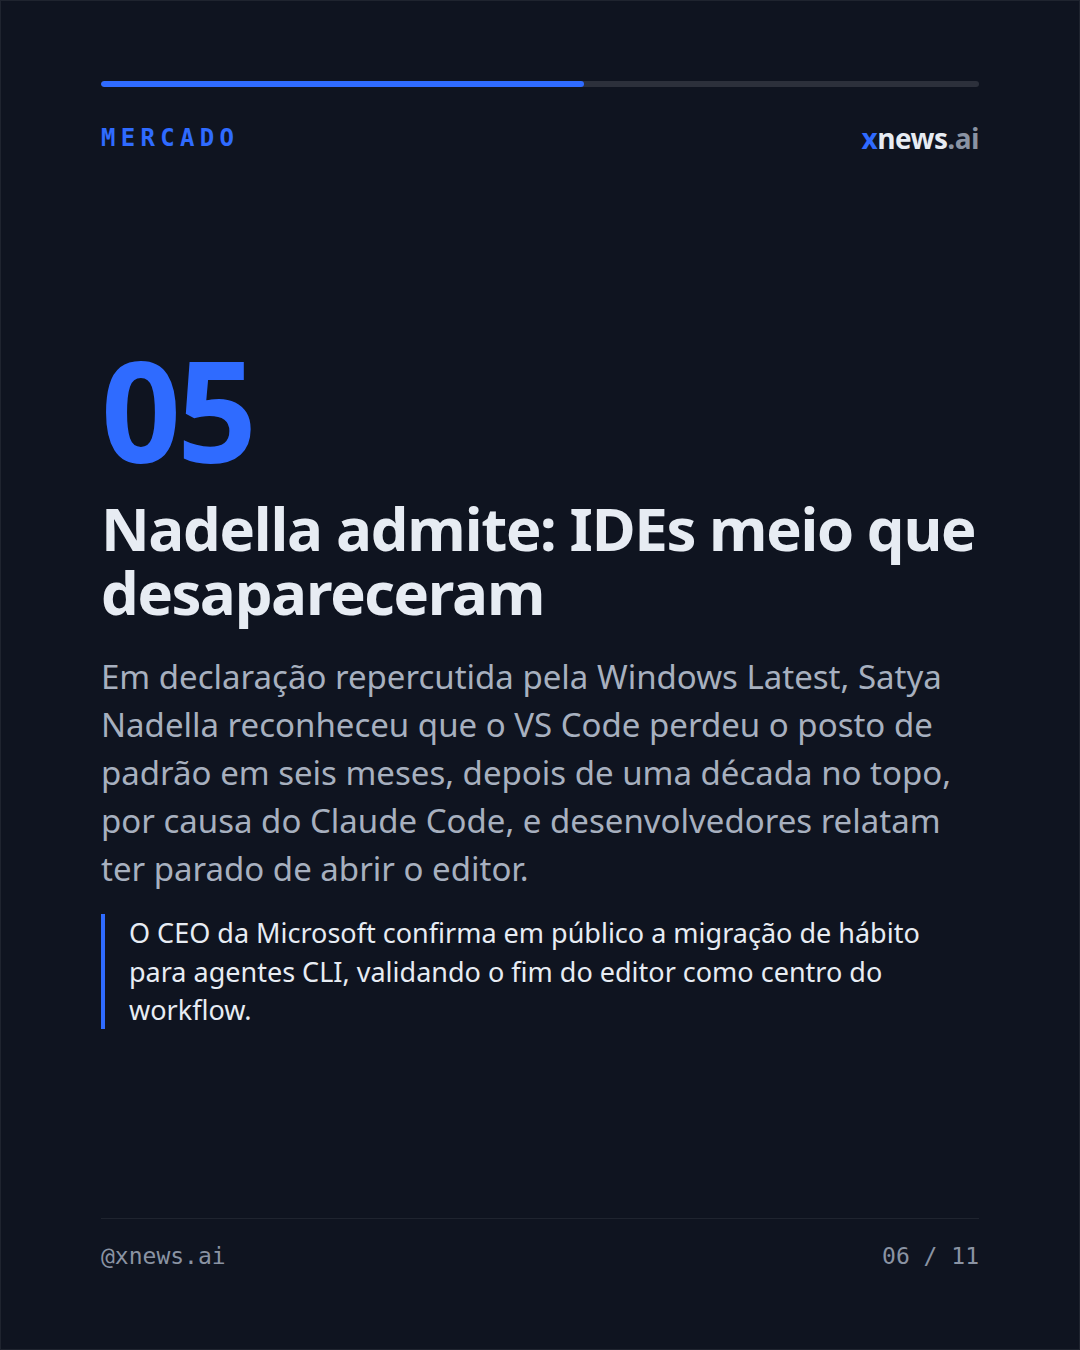 MERCADO
xnews.ai
05
Nadella admite: IDEs meio que
desapareceram
Em declaração repercutida pela Windows Latest, Satya
Nadella reconheceu que o VS Code perdeu o posto de
padrão em seis meses, depois de uma década no topo,
por causa do Claude Code, e desenvolvedores relatam
ter parado de abrir o editor.
O CEO da Microsoft confirma em público a migração de hábito
para agentes CLI, validando o fim do editor como centro do
workflow.
@xnews.ai
06 / 11